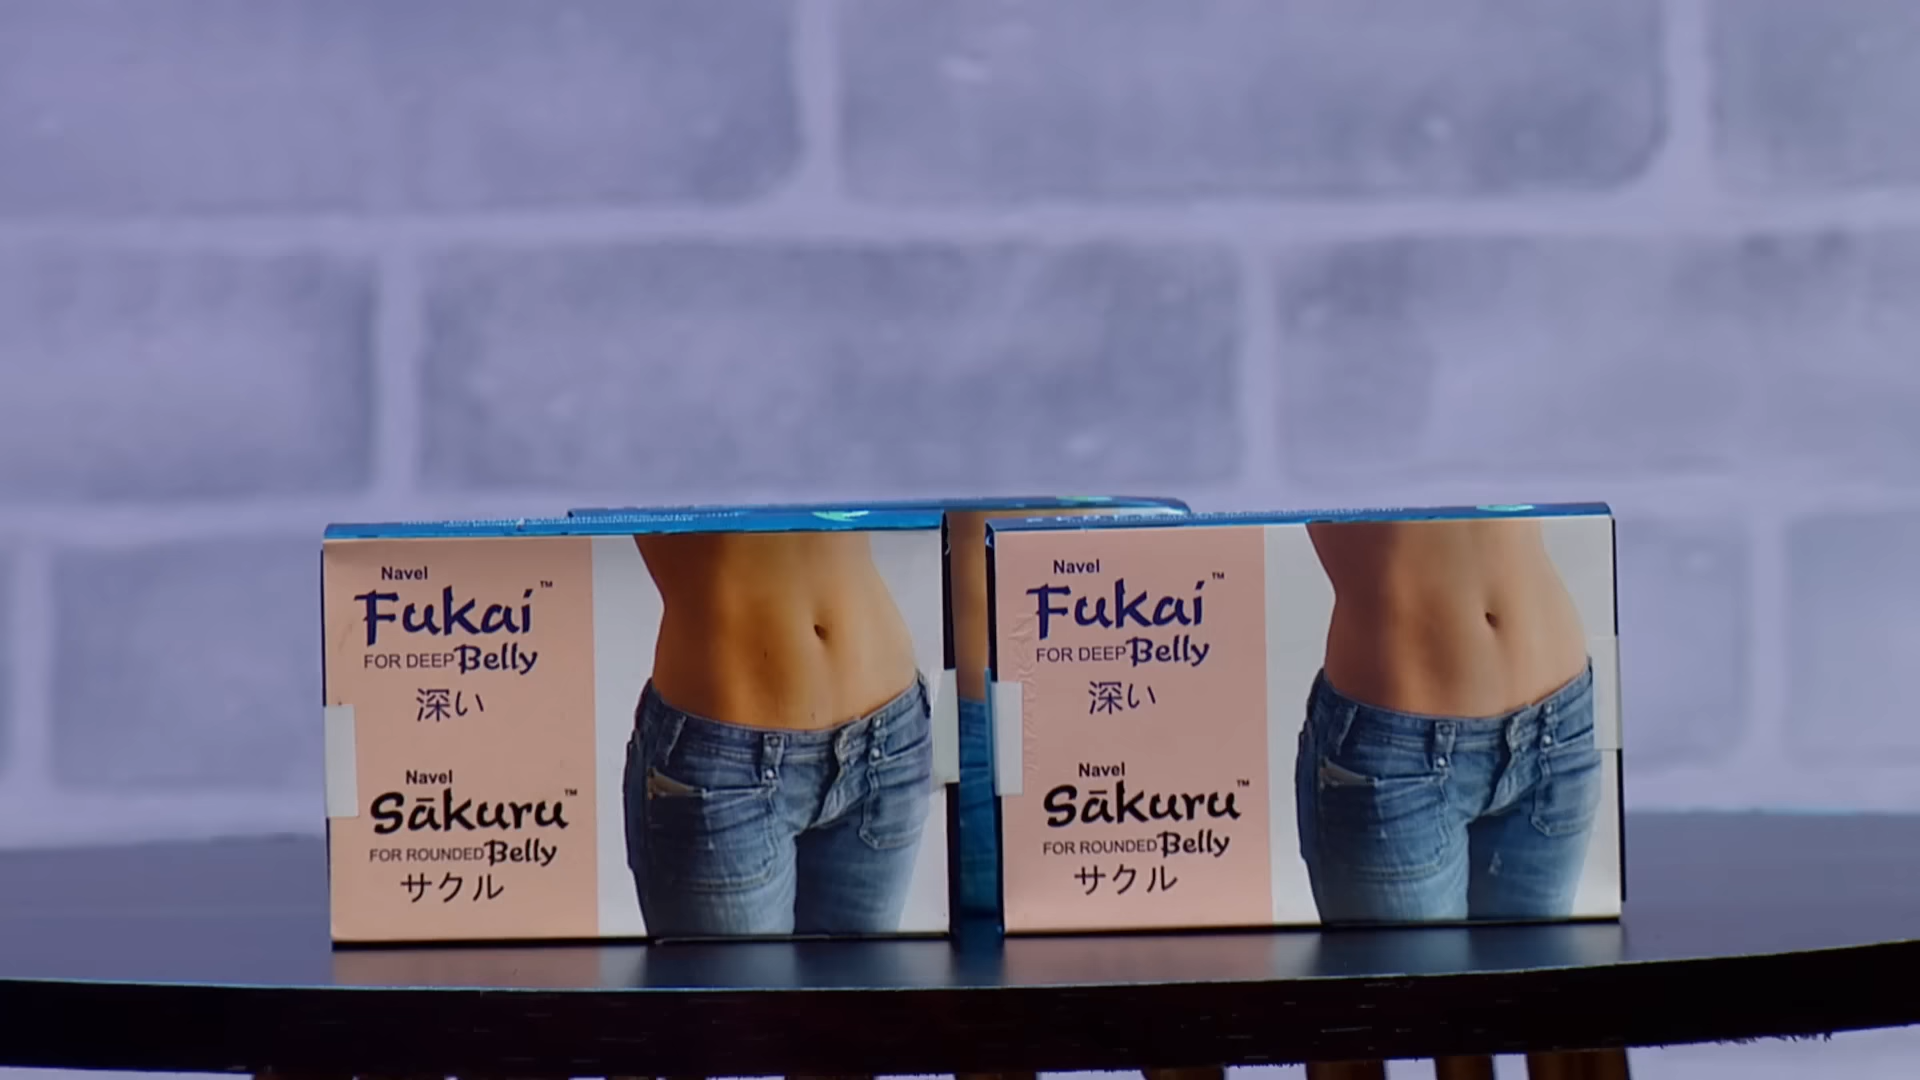 Navel
Fukai™
FOR DEEP Belly
深い
Navel
Sākuru™
FOR ROUNDED Belly
サクル
Navel
Fukai™
FOR DEEP Belly
深い
Navel
Sākuru™
FOR ROUNDED Belly
サクル